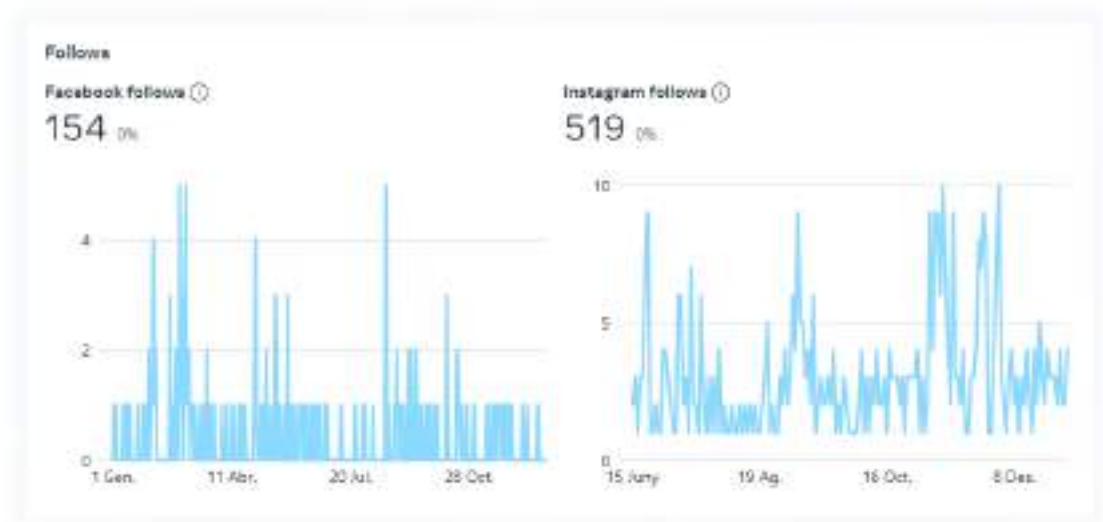 Follows
Facebook follows
154 0%
4
2
0
1 Gen.
11 Abr.
20 Jul.
28 Oct.
Instagram follows
519 0%
10
5
0
15 Juny
19 Ag.
16 Oct.
8 Des.